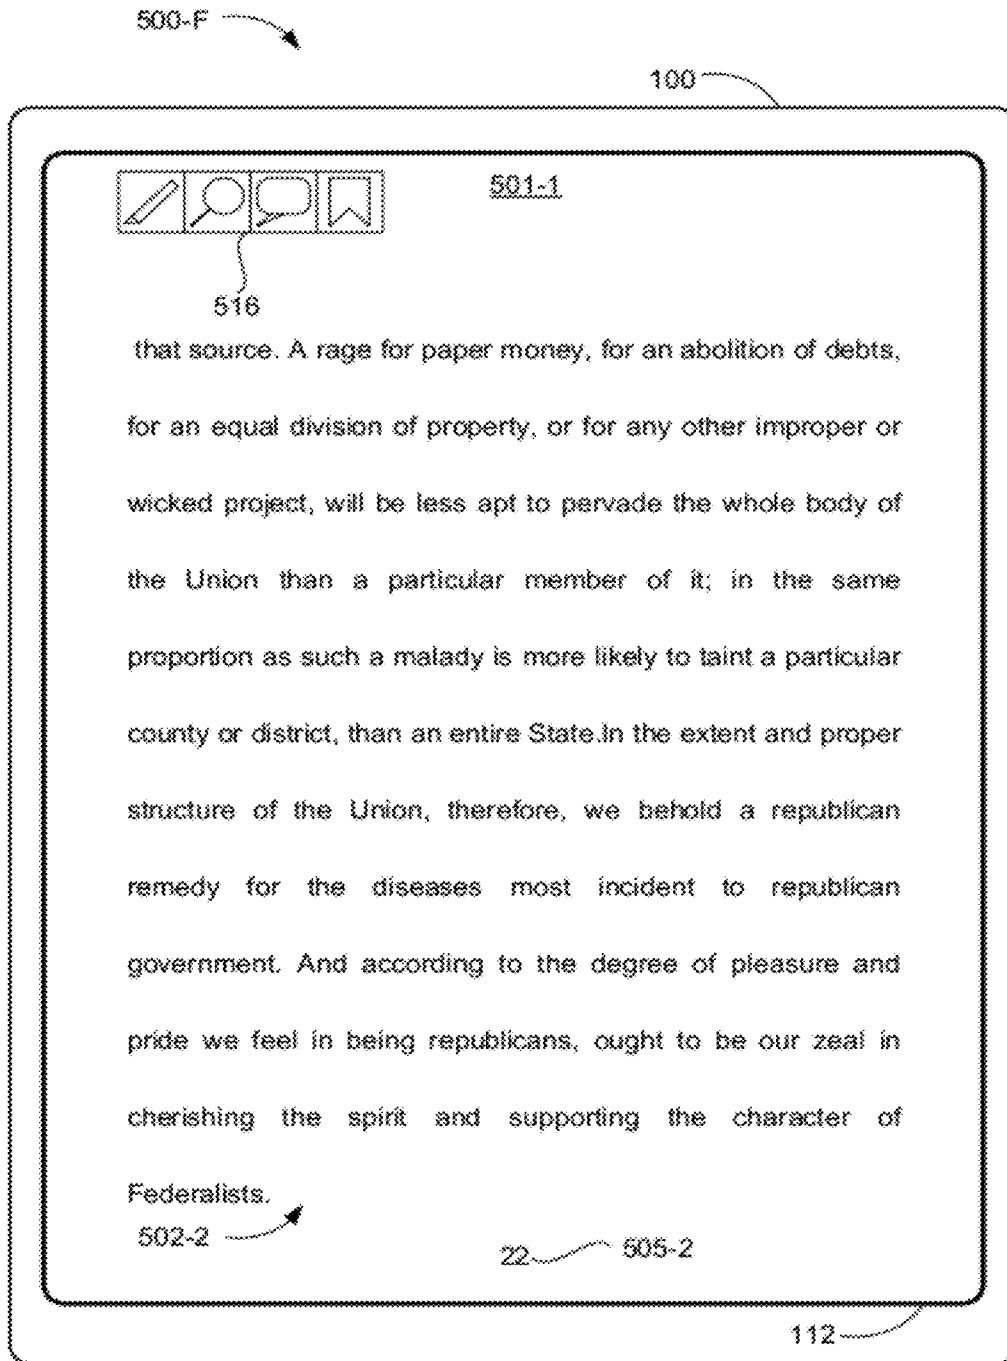 500-F
100
501-1
516
that source. A rage for paper money, for an abolition of debts,
for an equal division of property, or for any other improper or
wicked project, will be less apt to pervade the whole body of
the Union than a particular member of it; in the same
proportion as such a malady is more likely to taint a particular
county or district, than an entire State.In the extent and proper
structure of the Union, therefore, we behold a republican
remedy for the diseases most incident to republican
government. And according to the degree of pleasure and
pride we feel in being republicans, ought to be our zeal in
cherishing the spirit and supporting the character of
Federalists.
502-2
22 505-2
112